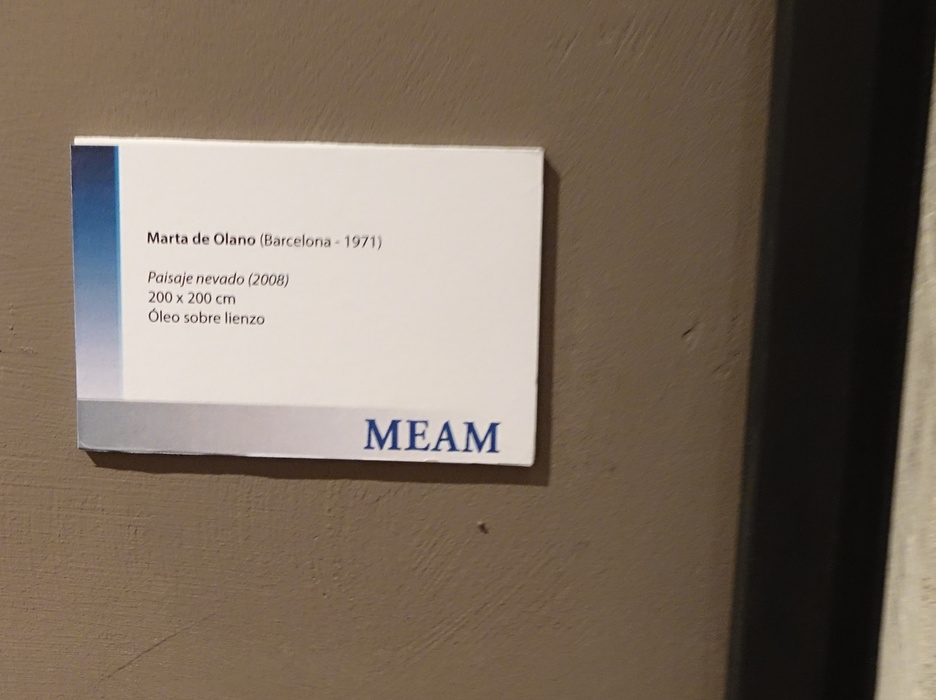 Marta de Olano (Barcelona - 1971)
Paisaje nevado (2008)
200 x 200 cm
Óleo sobre lienzo
MEAM